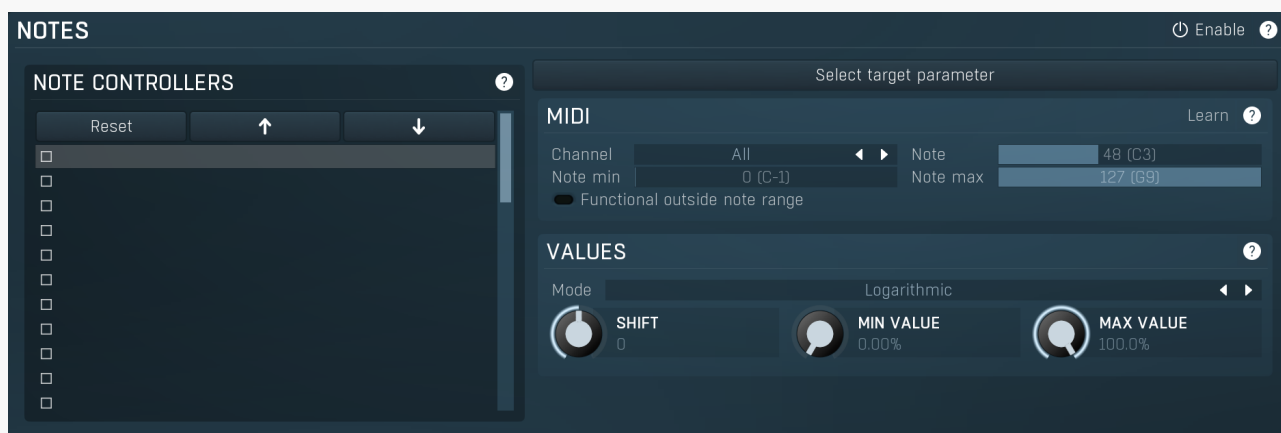 NOTES
Enable ?
NOTE CONTROLLERS ?
Reset ↑ ↓
Select target parameter
MIDI Learn ?
Channel All Note 48 (C3)
Note min 0 (C-1) Note max 127 (G9)
Functional outside note range
VALUES ?
Mode Logarithmic
SHIFT
0
MIN VALUE
0.00%
MAX VALUE
100.0%